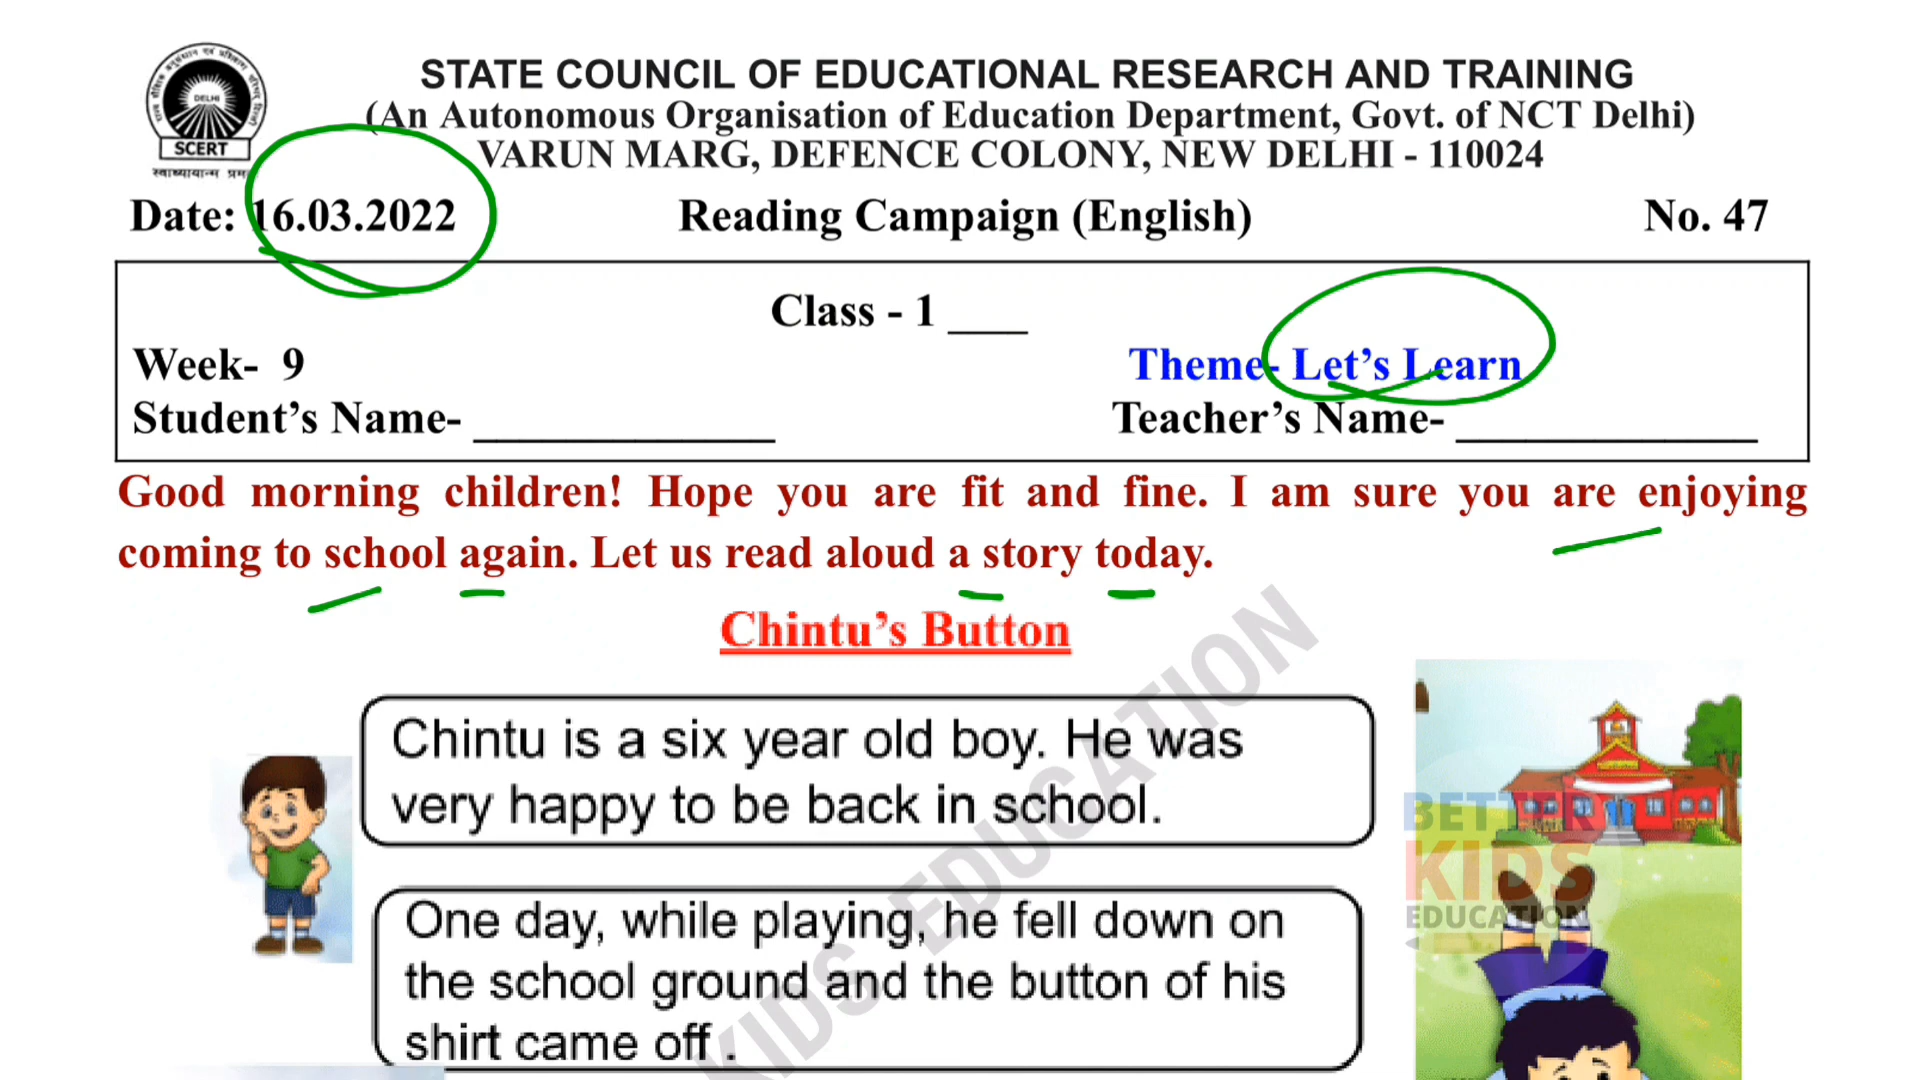 DELHI
SCERT
स्वाध्यायान्म प्रम
STATE COUNCIL OF EDUCATIONAL RESEARCH AND TRAINING
(An Autonomous Organisation of Education Department, Govt. of NCT Delhi)
VARUN MARG, DEFENCE COLONY, NEW DELHI - 110024
Date: 16.03.2022 Reading Campaign (English) No. 47
Class - 1 ____
Week- 9 Theme- Let’s Learn
Student’s Name- _______________ Teacher’s Name- _______________
Good morning children! Hope you are fit and fine. I am sure you are enjoying
coming to school again. Let us read aloud a story today.
Chintu’s Button
Chintu is a six year old boy. He was
very happy to be back in school.
One day, while playing, he fell down on
the school ground and the button of his
shirt came off .
KIDS EDUCATION
BETTER
KIDS
EDUCATION